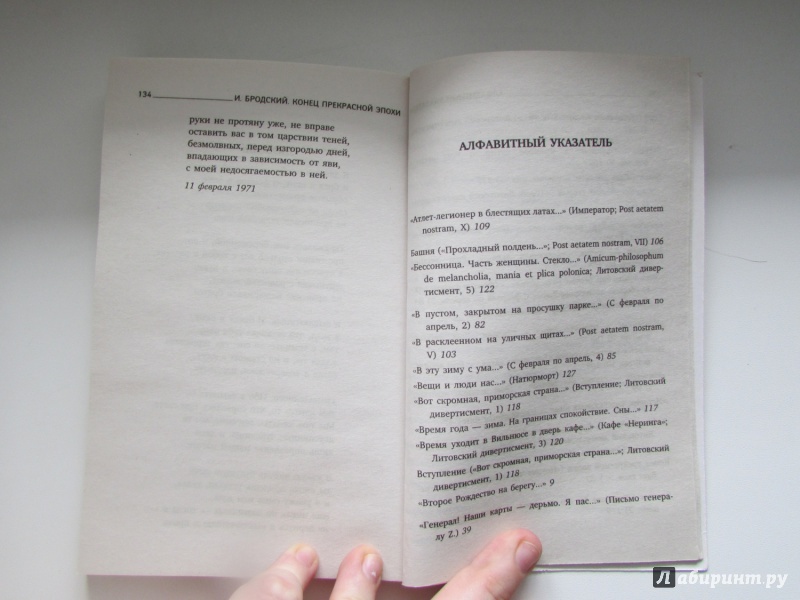 134 И. БРОДСКИЙ. КОНЕЦ ПРЕКРАСНОЙ ЭПОХИ
руки не протяну уже, не вправе
оставить вас в том царствии теней,
безмолвных, перед изгородью дней,
впадающих в зависимость от яви,
с моей недосягаемостью в ней.
11 февраля 1971
АЛФАВИТНЫЙ УКАЗАТЕЛЬ
«Атлет-легионер в блестящих латах...» (Император; Post aetatem
nostram, X) 109
Башня («Прохладный полдень...»; Post aetatem nostram, VII) 106
«Бессонница. Часть женщины. Стекло...» (Amicum-philosophum
de melancholia, mania et plica polonica; Литовский дивер-
тисмент, 5) 122
«В пустом, закрытом на просушку парке...» (С февраля по
апрель, 2) 82
«В расклеенном на уличных щитах...» (Post aetatem nostram,
V) 103
«В эту зиму с ума...» (С февраля по апрель, 4) 85
«Вещи и люди нас...» (Натюрморт) 127
«Вот скромная, приморская страна...» (Вступление; Литовский
дивертисмент, 1) 118
«Время года — зима. На границах спокойствие. Сны...» 117
«Время уходит в Вильнюсе в дверь кафе...» (Кафе «Неринга»;
Литовский дивертисмент, 3) 120
Вступление («Вот скромная, приморская страна...»; Литовский
дивертисмент, 1) 118
«Второе Рождество на берегу...» 9
«Генерал! Наши карты — дерьмо. Я пас...» (Письмо генера-
лу Z.) 39
Лабиринт.ру